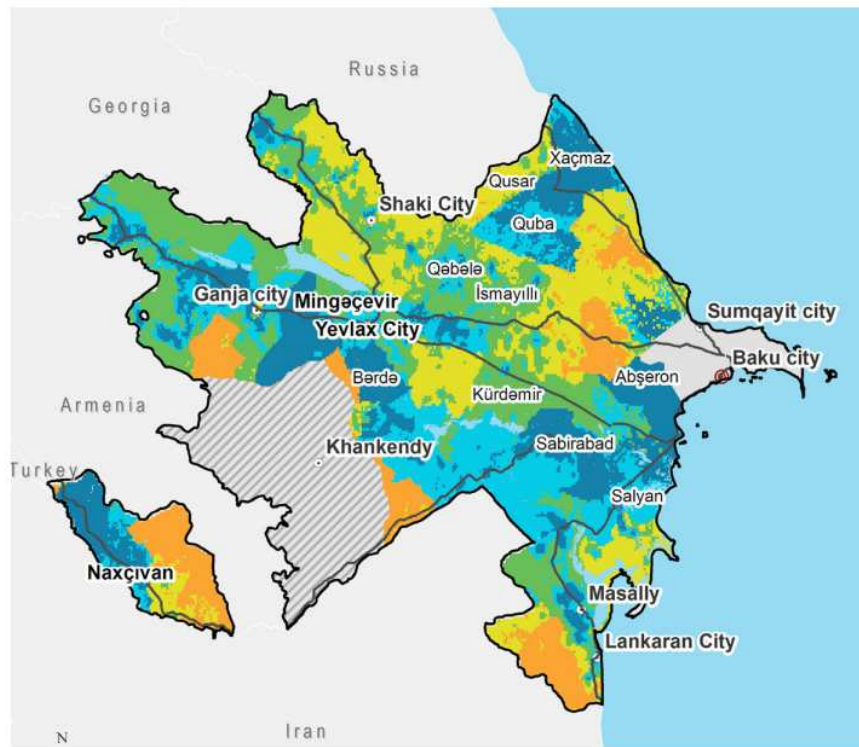 Russia
Georgia
Xaçmaz
Qusar
Shaki City
Quba
Qəbələ
İsmayıllı
Ganja city
Mingəçevir
Sumqayit city
Yevlax City
Baku city
Bərdə
Abşeron
Kürdəmir
Armenia
Khankendy
Sabirabad
Turkey
Salyan
Naxçıvan
Masally
Lankaran City
Iran
N